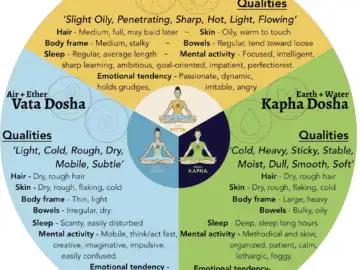 Qualities
'Slight Oily, Penetrating, Sharp, Hot, Light, Flowing'
Hair - Medium, full, may bald later ~ Skin - Oily, warm to touch
Body frame - Medium, stalky ~ Bowels - Regular, tend toward loose
Sleep - Regular, average length ~ Mental activity - Focused, intelligent,
sharp learning, ambitious, goal-oriented, impatient, perfectionist.
Emotional tendency - Passionate, dynamic,
holds grudges, irritable, angry
Air + Ether
Vata Dosha
Qualities
'Light, Cold, Rough, Dry,
Mobile, Subtle'
Hair - Dry, rough hair
Skin - Dry, rough, flaking, cold
Body frame - Thin, light
Bowels - Irregular, dry
Sleep - Scanty, easily disturbed
Mental activity - Mobile, think/act fast,
creative, imaginative, impulsive,
easily confused.
Emotional tendency -
PITTA
KAPHA
Earth + Water
Kapha Dosha
Qualities
'Cold, Heavy, Sticky, Stable,
Moist, Dull, Smooth, Soft'
Hair - Dry, rough hair
Skin - Dry, rough, flaking, cold
Body frame - Large, heavy
Bowels - Bulky, oily
Sleep - Deep, sleep long hours
Mental activity - Methodical and slow,
organized, patient, calm,
lethargic, foggy.
Emotional tendency -